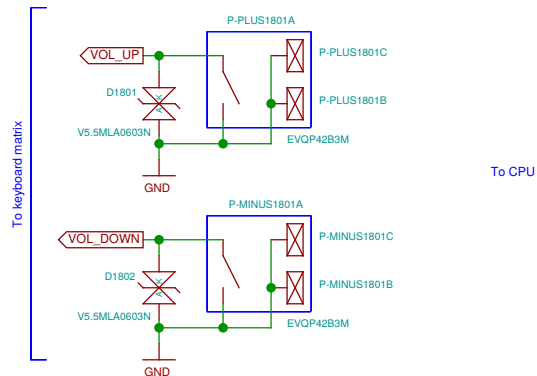 P-PLUS1801A
VOL_UP
P-PLUS1801C
D1801
P-PLUS1801B
V5.5MLA0603N
EVQP42B3M
GND
To keyboard matrix
To CPU
P-MINUS1801A
VOL_DOWN
P-MINUS1801C
D1802
P-MINUS1801B
V5.5MLA0603N
EVQP42B3M
GND